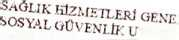 SAĞLIK HİZMETLERİ GENE
SOSYAL GÜVENLİK U